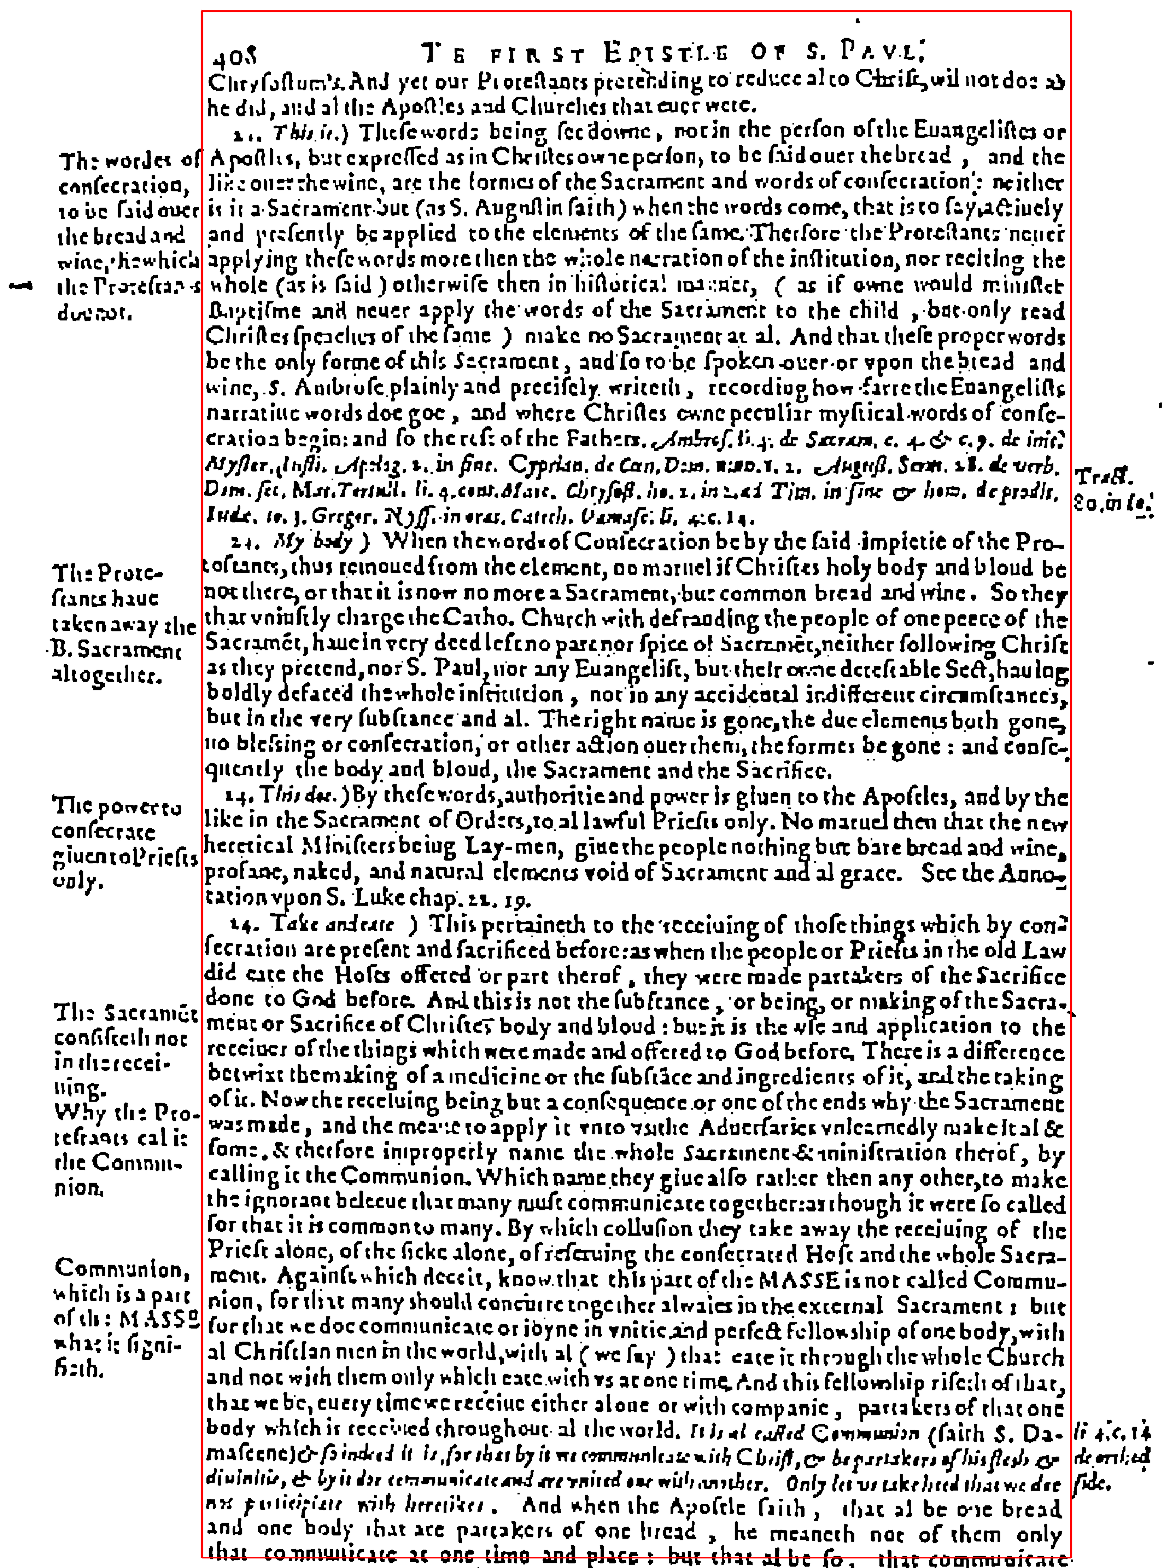 408 TE FIRST EPISTLE OF S. PAVL.
Chryſoſtum's. And yet our Proteſtants pretending to reduce al to Chriſt, wil not doe as
he did, and al the Apoſtles and Churches that euer were.
This is.) Theſe words being ſet downe, not in the perſon of the Euangeliſtes or
Apoſtles, but expreſſed as in Chriſtes owne perſon, to be ſaid ouer the bread, and the
like ouer the wine, are the formes of the Sacrament and words of conſecration: neither
is it a Sacrament but (as S. Auguſtin ſaith) when the words come, that is to ſay, actiuely
and preſently be applied to the elements of the ſame. Therfore the Proteſtants neuer
applying theſe words more then the whole narration of the inſtitution, nor reciting the
whole (as is ſaid) otherwiſe then in hiſtorical manner, (as if owne would miniſter
Baptiſme and neuer apply the words of the Sacrament to the child, but only read
Chriſtes ſpeaches of the ſame) make no Sacrament at al. And that theſe proper words
be the only forme of this Sacrament, and ſo to be ſpoken ouer or vpon the bread and
wine, S. Ambroſe plainly and preciſely writeth, recording how farre the Euangeliſts
narratiue words doe goe, and where Chriſtes owne peculiar myſtical words of conſe-
cration begin: and ſo the reſt of the Fathers. Ambroſ. li. 4. de Sacram. c. 4. & c. 9. de init.
Myſter. Iuſti. Apolog. 2. in fine. Cyprian. de Cœn. Dom. Auguſt. Serm. 28. de verb.
Dom. ſec. Mat. Tertull. li. 4. cont. Marc. Chryſoſt. ho. 2. in 2. ad Tim. in fine & hom. de prodit.
Iudæ. to. 3. Gregor. Nyſſ. in orat. Catech. Damaſc. li. 4. c. 14.
24. My body) When the words of Conſecration be by the ſaid impietie of the Pro-
teſtants, thus remoued from the element, no maruel if Chriſtes holy body and bloud be
not there, or that it is now no more a Sacrament, but common bread and wine. So they
that vniuſtly charge the Catho. Church with defrauding the people of one peece of the
Sacramẽt, haue in very deed left no part nor ſpice of Sacramẽt, neither following Chriſt
as they pretend, nor S. Paul, nor any Euangeliſt, but their owne deteſtable Sect, hauing
boldly defaced the whole inſtitution, not in any accidental indifferent circumſtances,
but in the very ſubſtance and al. The right name is gone, the due elements both gone,
no bleſsing or conſecration, or other action ouer them, the formes be gone: and conſe-
quently the body and bloud, the Sacrament and the Sacrifice.
24. This doe.) By theſe words, authoritie and power is giuen to the Apoſtles, and by the
like in the Sacrament of Orders, to al lawful Prieſts only. No maruel then that the new
heretical Miniſters being Lay-men, giue the people nothing but bare bread and wine,
profane, naked, and natural elements void of Sacrament and al grace. See the Anno-
tation vpon S. Luke chap. 22. 19.
24. Take and eate) This pertaineth to the receiuing of thoſe things which by con-
ſecration are preſent and ſacrificed before: as when the people or Prieſts in the old Law
did eate the Hoſts offered or part therof, they were made partakers of the Sacrifice
done to God before. And this is not the ſubſtance, or being, or making of the Sacra-
ment or Sacrifice of Chriſtes body and bloud: but it is the vſe and application to the
receiuer of the things which were made and offered to God before. There is a difference
betwixt the making of a medicine or the ſubſtãce and ingredients of it, and the taking
of it. Now the receiuing being but a conſequence or one of the ends why the Sacrament
was made, and the meane to apply it vnto vs: the Aduerſaries vnlearnedly make it al &
ſome, & therfore improperly name the whole Sacrament & miniſtration therof, by
calling it the Communion. Which name they giue alſo rather then any other, to make
the ignorant beleeue that many muſt communicate together: as though it were ſo called
for that it is common to many. By which colluſion they take away the receiuing of the
Prieſt alone, of the ſicke alone, of reſeruing the conſecrated Hoſt and the whole Sacra-
ment. Againſt which deceit, know that this part of the MASSE is not called Commu-
nion, for that many ſhould concurre together alwaies in the external Sacrament: but
for that we doe communicate or ioyne in vnitie and perfect fellowſhip of one body, with
al Chriſtian men in the world, with al (we ſay) that eate it through the whole Church
and not with them only which eate with vs at one time. And this fellowſhip riſeth of that,
that we be, euery time we receiue either alone or with companie, partakers of that one
body which is receiued throughout al the world. It is al called Communion (ſaith S. Da-
maſcene) & ſo indeed it is, for that by it we communicate with Chriſt, & be partakers of his fleſh &
diuinitie, & by it doe communicate and are vnited one with another. Only let vs take heed that we doe
not participate with heretikes. And when the Apoſtle ſaith, that al be one bread
and one body that are partakers of one bread, he meaneth not of them only
that communicate at one time and place: but that al be ſo, that communicate
The wordes of
conſecration,
to be ſaid ouer
the bread and
wine, the which
the Proteſtants
doe not.
The Prote-
ſtants haue
taken away the
B. Sacrament
altogether.
The power to
conſecrate
giuen to Prieſts
only.
The Sacramẽt
conſiſteth not
in the recei-
uing.
Why the Pro-
teſtants cal it
the Commu-
nion.
Communion,
which is a part
of the MASSE
what it ſigni-
fieth.
Tract.
80. in Io.
li. 4. c. 14
de orthod
fide.